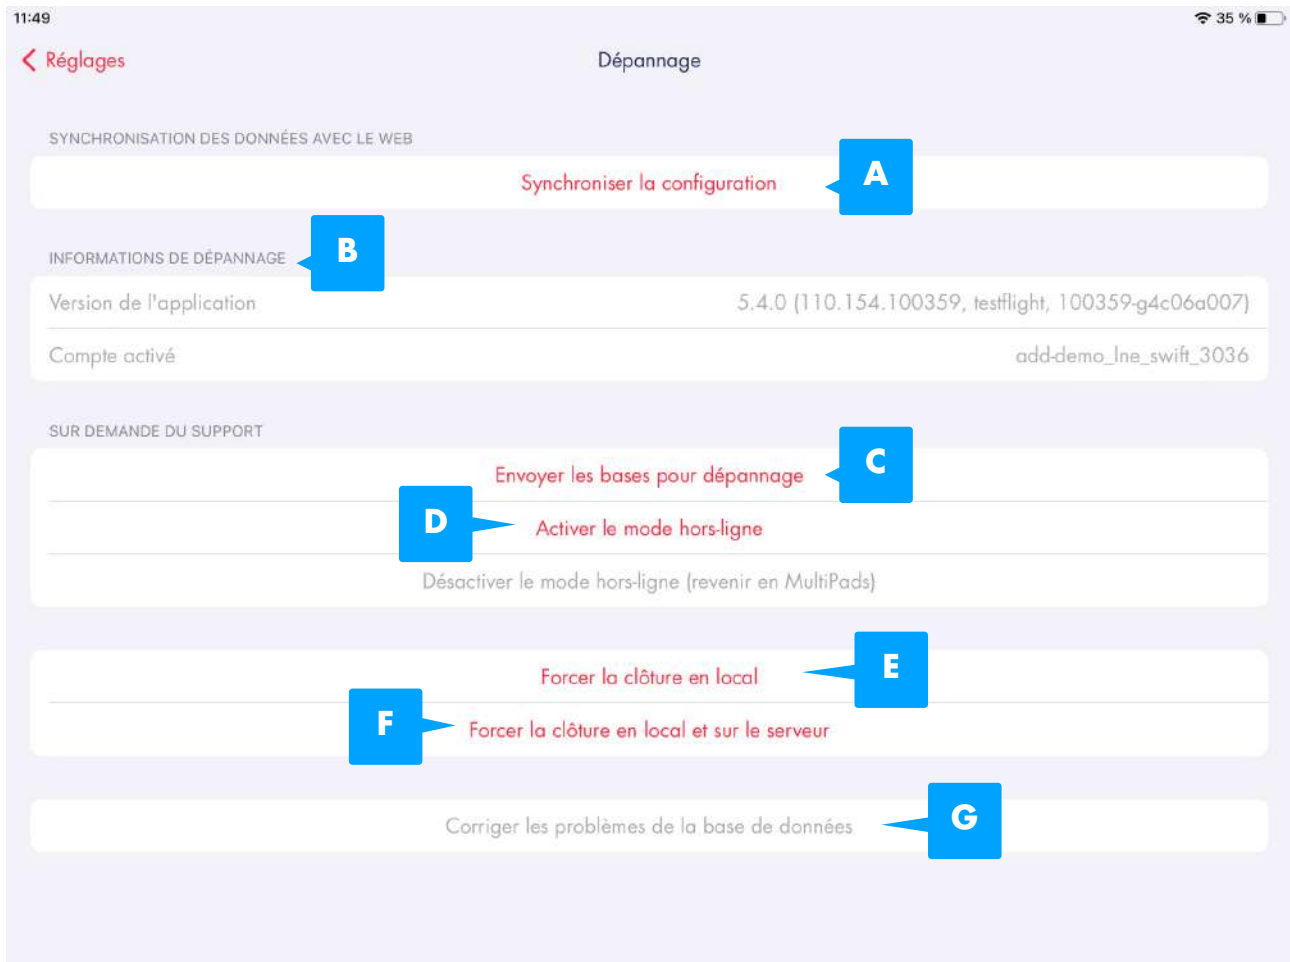 11:49
35 %
Réglages
Dépannage
SYNCHRONISATION DES DONNÉES AVEC LE WEB
Synchroniser la configuration
A
INFORMATIONS DE DÉPANNAGE
B
Version de l'application
5.4.0 (110.154.100359, testflight, 100359-g4c06a007)
Compte activé
add-demo_lne_swift_3036
SUR DEMANDE DU SUPPORT
Envoyer les bases pour dépannage
C
D
Activer le mode hors-ligne
Désactiver le mode hors-ligne (revenir en MultiPads)
Forcer la clôture en local
E
F
Forcer la clôture en local et sur le serveur
Corriger les problèmes de la base de données
G